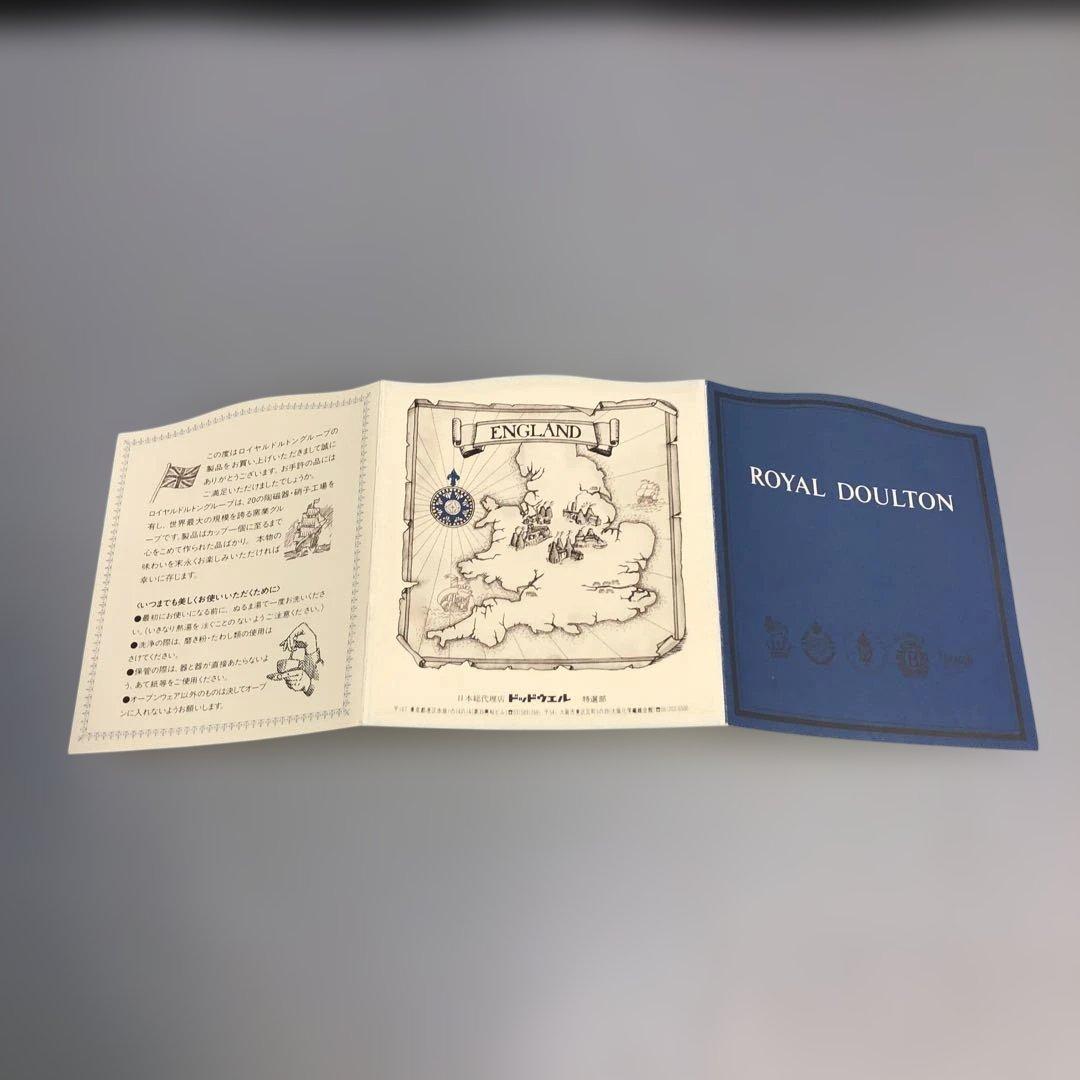 この度はロイヤルドルトングループの
製品をお買い上げいただきまして誠に
ありがとうございます。お手許の品には
ご満足いただけましたでしょうか。
ロイヤルドルトングループは、20の陶磁器・硝子工場を
有し、世界最大の規模を誇る窯業グル
ープです。製品はカップ一個に至るまで
心をこめて作られた品ばかり。本物の
味わいを末永くお楽しみいただければ
幸いに存じます。
〈いつまでも美しくお使いいただくために〉
●最初にお使いになる前に、ぬるま湯で一度お洗いくださ
い。(いきなり熱湯を注ぐことのないようご注意ください。)
●洗浄の際は、磨き粉・たわし類の使用は
さけてください。
●保管の際は、器と器が直接あたらないよ
う、あて紙等をご使用ください。
●オーブンウェア以外のものは決してオーブ
ンに入れないようお願いします。
ENGLAND
日本総代理店 ドッドウエル 特選部
ROYAL DOULTON